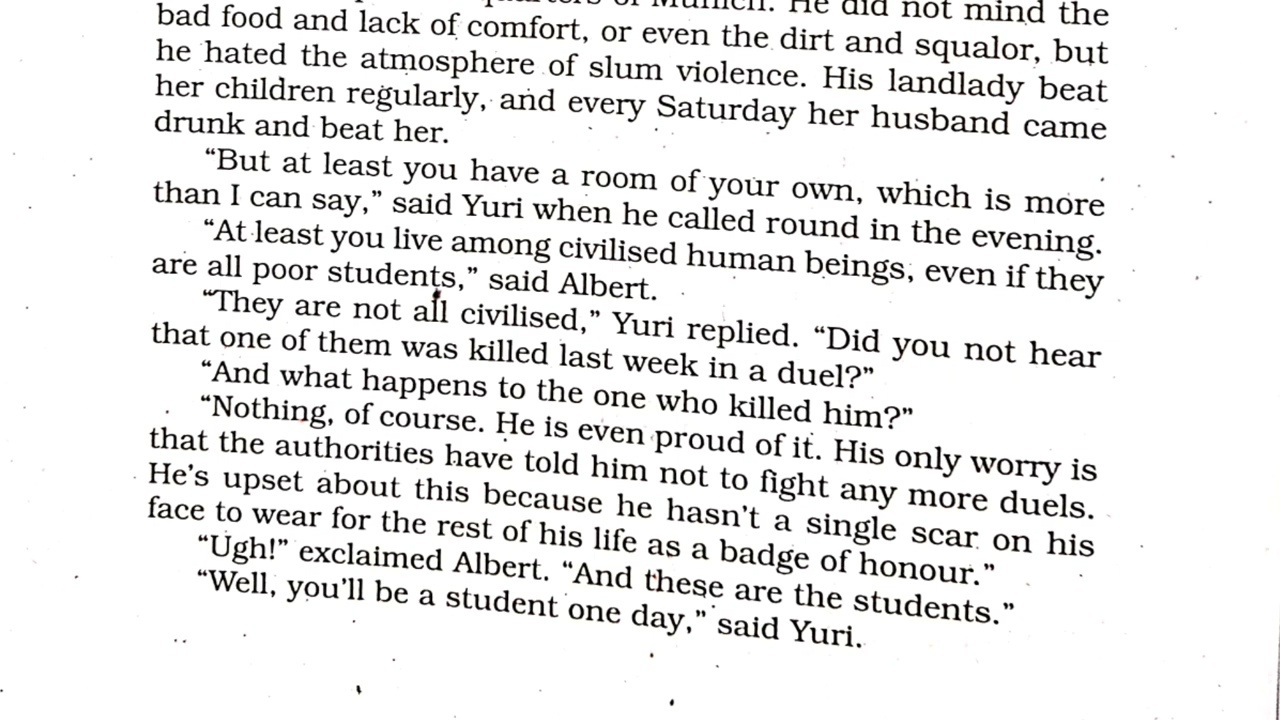 of Munich. He did not mind the
bad food and lack of comfort, or even the dirt and squalor, but
he hated the atmosphere of slum violence. His landlady beat
her children regularly, and every Saturday her husband came
drunk and beat her.
“But at least you have a room of your own, which is more
than I can say,” said Yuri when he called round in the evening.
“At least you live among civilised human beings, even if they
are all poor students,” said Albert.
“They are not all civilised,” Yuri replied. “Did you not hear
that one of them was killed last week in a duel?”
“And what happens to the one who killed him?”
“Nothing, of course. He is even proud of it. His only worry is
that the authorities have told him not to fight any more duels.
He’s upset about this because he hasn’t a single scar on his
face to wear for the rest of his life as a badge of honour.”
“Ugh!” exclaimed Albert. “And these are the students.”
“Well, you’ll be a student one day,” said Yuri.